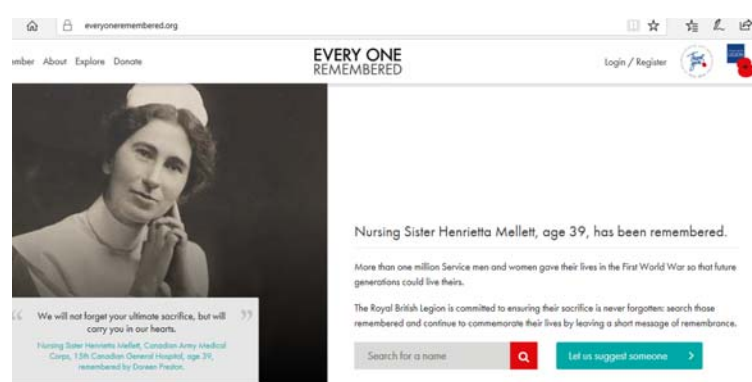 everyoneremembered.org
ember About Explore Donate
EVERY ONE
REMEMBERED
Login / Register
LEGION
Nursing Sister Henrietta Mellett, age 39, has been remembered.
More than one million Service men and women gave their lives in the First World War so that future
generations could live theirs.
The Royal British Legion is committed to ensuring their sacrifice is never forgotten: search those
remembered and continue to commemorate their lives by leaving a short message of remembrance.
Search for a name
Let us suggest someone
“ We will not forget your ultimate sacrifice, but will ”
carry you in our hearts.
Nursing Sister Henrietta Mellett, Canadian Army Medical
Corps, 15th Canadian General Hospital, age 39,
remembered by Doreen Preston.